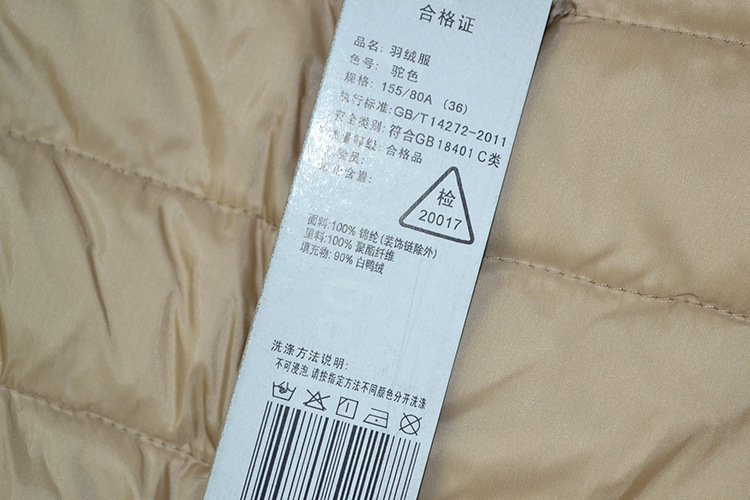 合格证
品名: 羽绒服
色号: 驼色
规格: 155/80A (36)
执行标准:GB/T14272-2011
安全类别: 符合GB18401 C类
质量等级: 合格品
检验员:
检
20017
面料:100% 锦纶(装饰链除外)
里料:100% 聚酯纤维
填充物: 90% 白鸭绒
洗涤方法说明:
不可浸泡,请按指定方法不同颜色分开洗涤